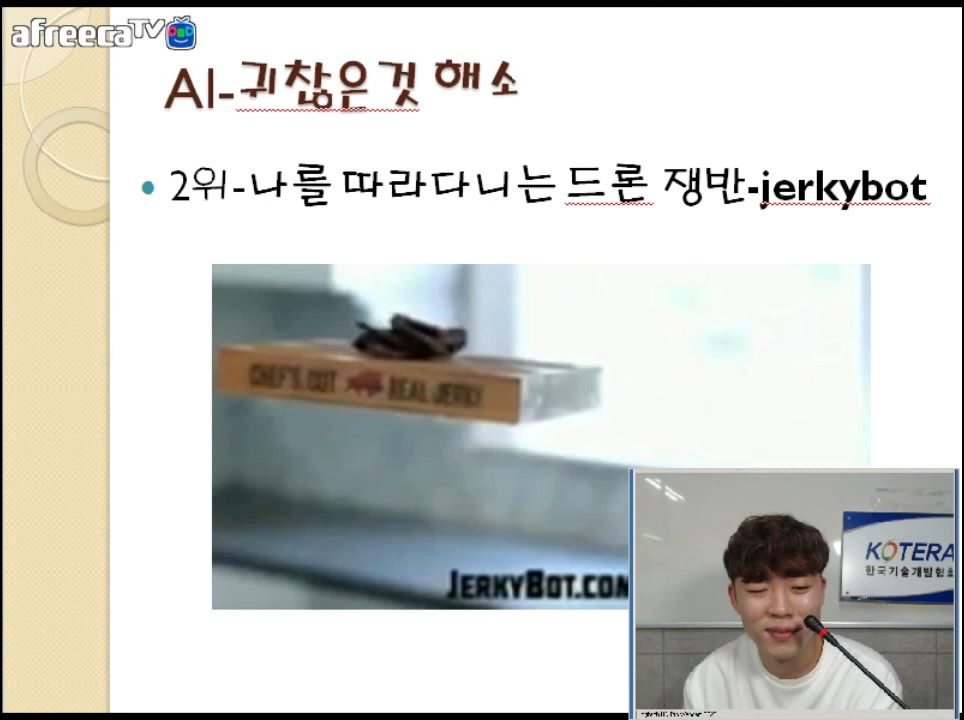 afreecaTV
AI-귀찮은것 해소
• 2위-나를 따라다니는 드론 쟁반-jerkybot
CHEF'S CUT REAL JERKY
JERKYBOT.COM
KOTERA
한국기술개발협회